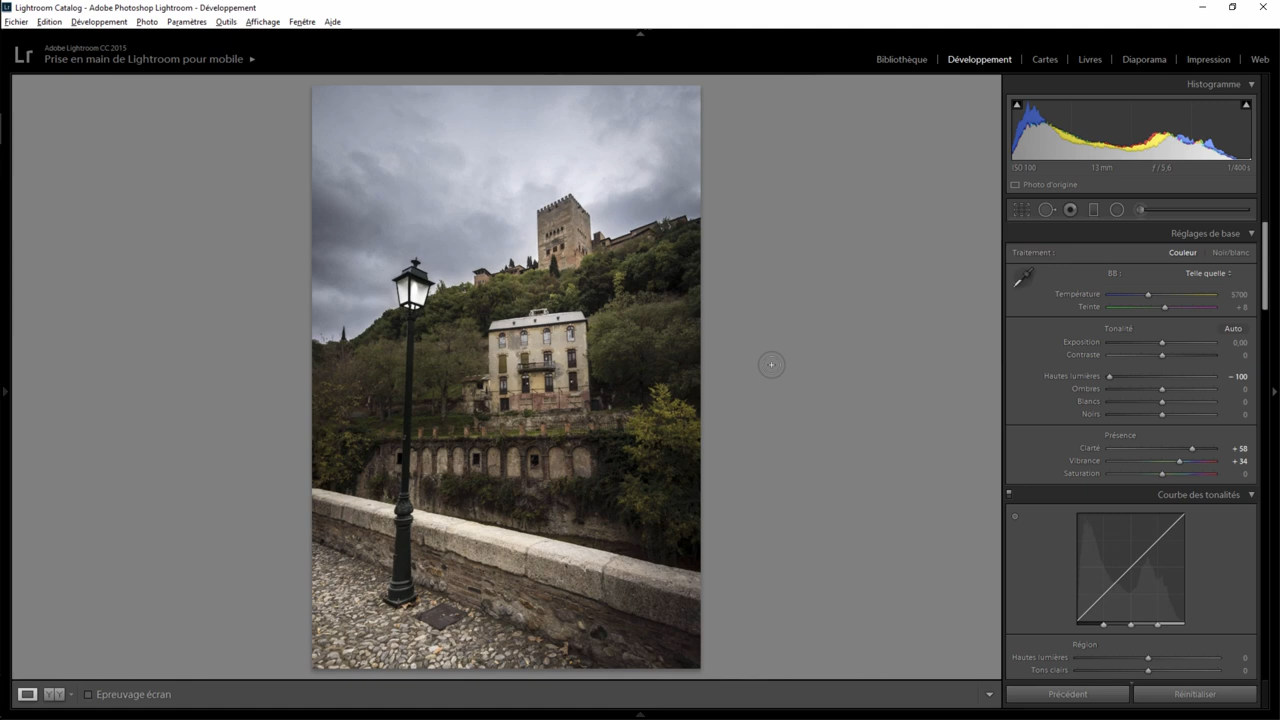 Lightroom Catalog - Adobe Photoshop Lightroom - Développement
Fichier Edition Développement Photo Paramètres Outils Affichage Fenêtre Aide
Lr
Adobe Lightroom CC 2015
Prise en main de Lightroom pour mobile
Bibliothèque | Développement | Cartes | Livres | Diaporama | Impression | Web
Histogramme
ISO 100 13 mm ƒ / 5,6 1/400 s
Photo d'origine
Réglages de base
Traitement : Couleur Noir/blanc
BB : Telle quelle
Température 5700
Teinte + 8
Tonalité Auto
Exposition 0,00
Contraste 0
Hautes lumières - 100
Ombres 0
Blancs 0
Noirs 0
Présence
Clarté + 58
Vibrance + 34
Saturation 0
Courbe des tonalités
Région
Hautes lumières 0
Tons clairs 0
Epreuvage écran
Précédent Réinitialiser